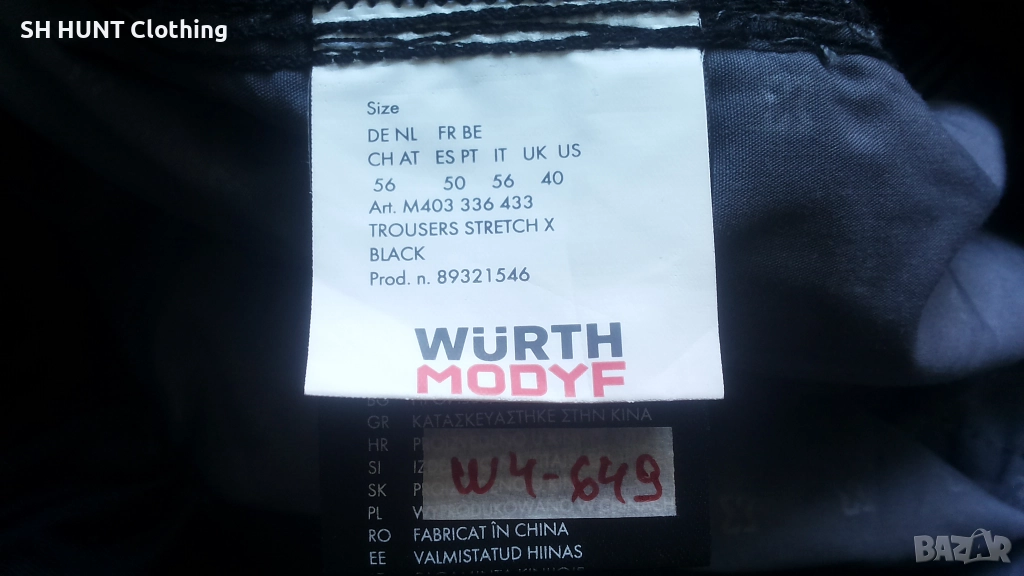 SH HUNT Clothing
Size
DE NL FR BE
CH AT ES PT IT UK US
56 50 56 40
Art. M403 336 433
TROUSERS STRETCH X
BLACK
Prod. n. 89321546
WÜRTH
MODYF
GR ΚΑΤΑΣΚΕΥΑΣΤΗΚΕ ΣΤΗΝ ΚΙΝΑ
HR
W4-649
SI
SK
PL
RO FABRICAT ÎN CHINA
EE VALMISTATUD HIINAS
BAZAR